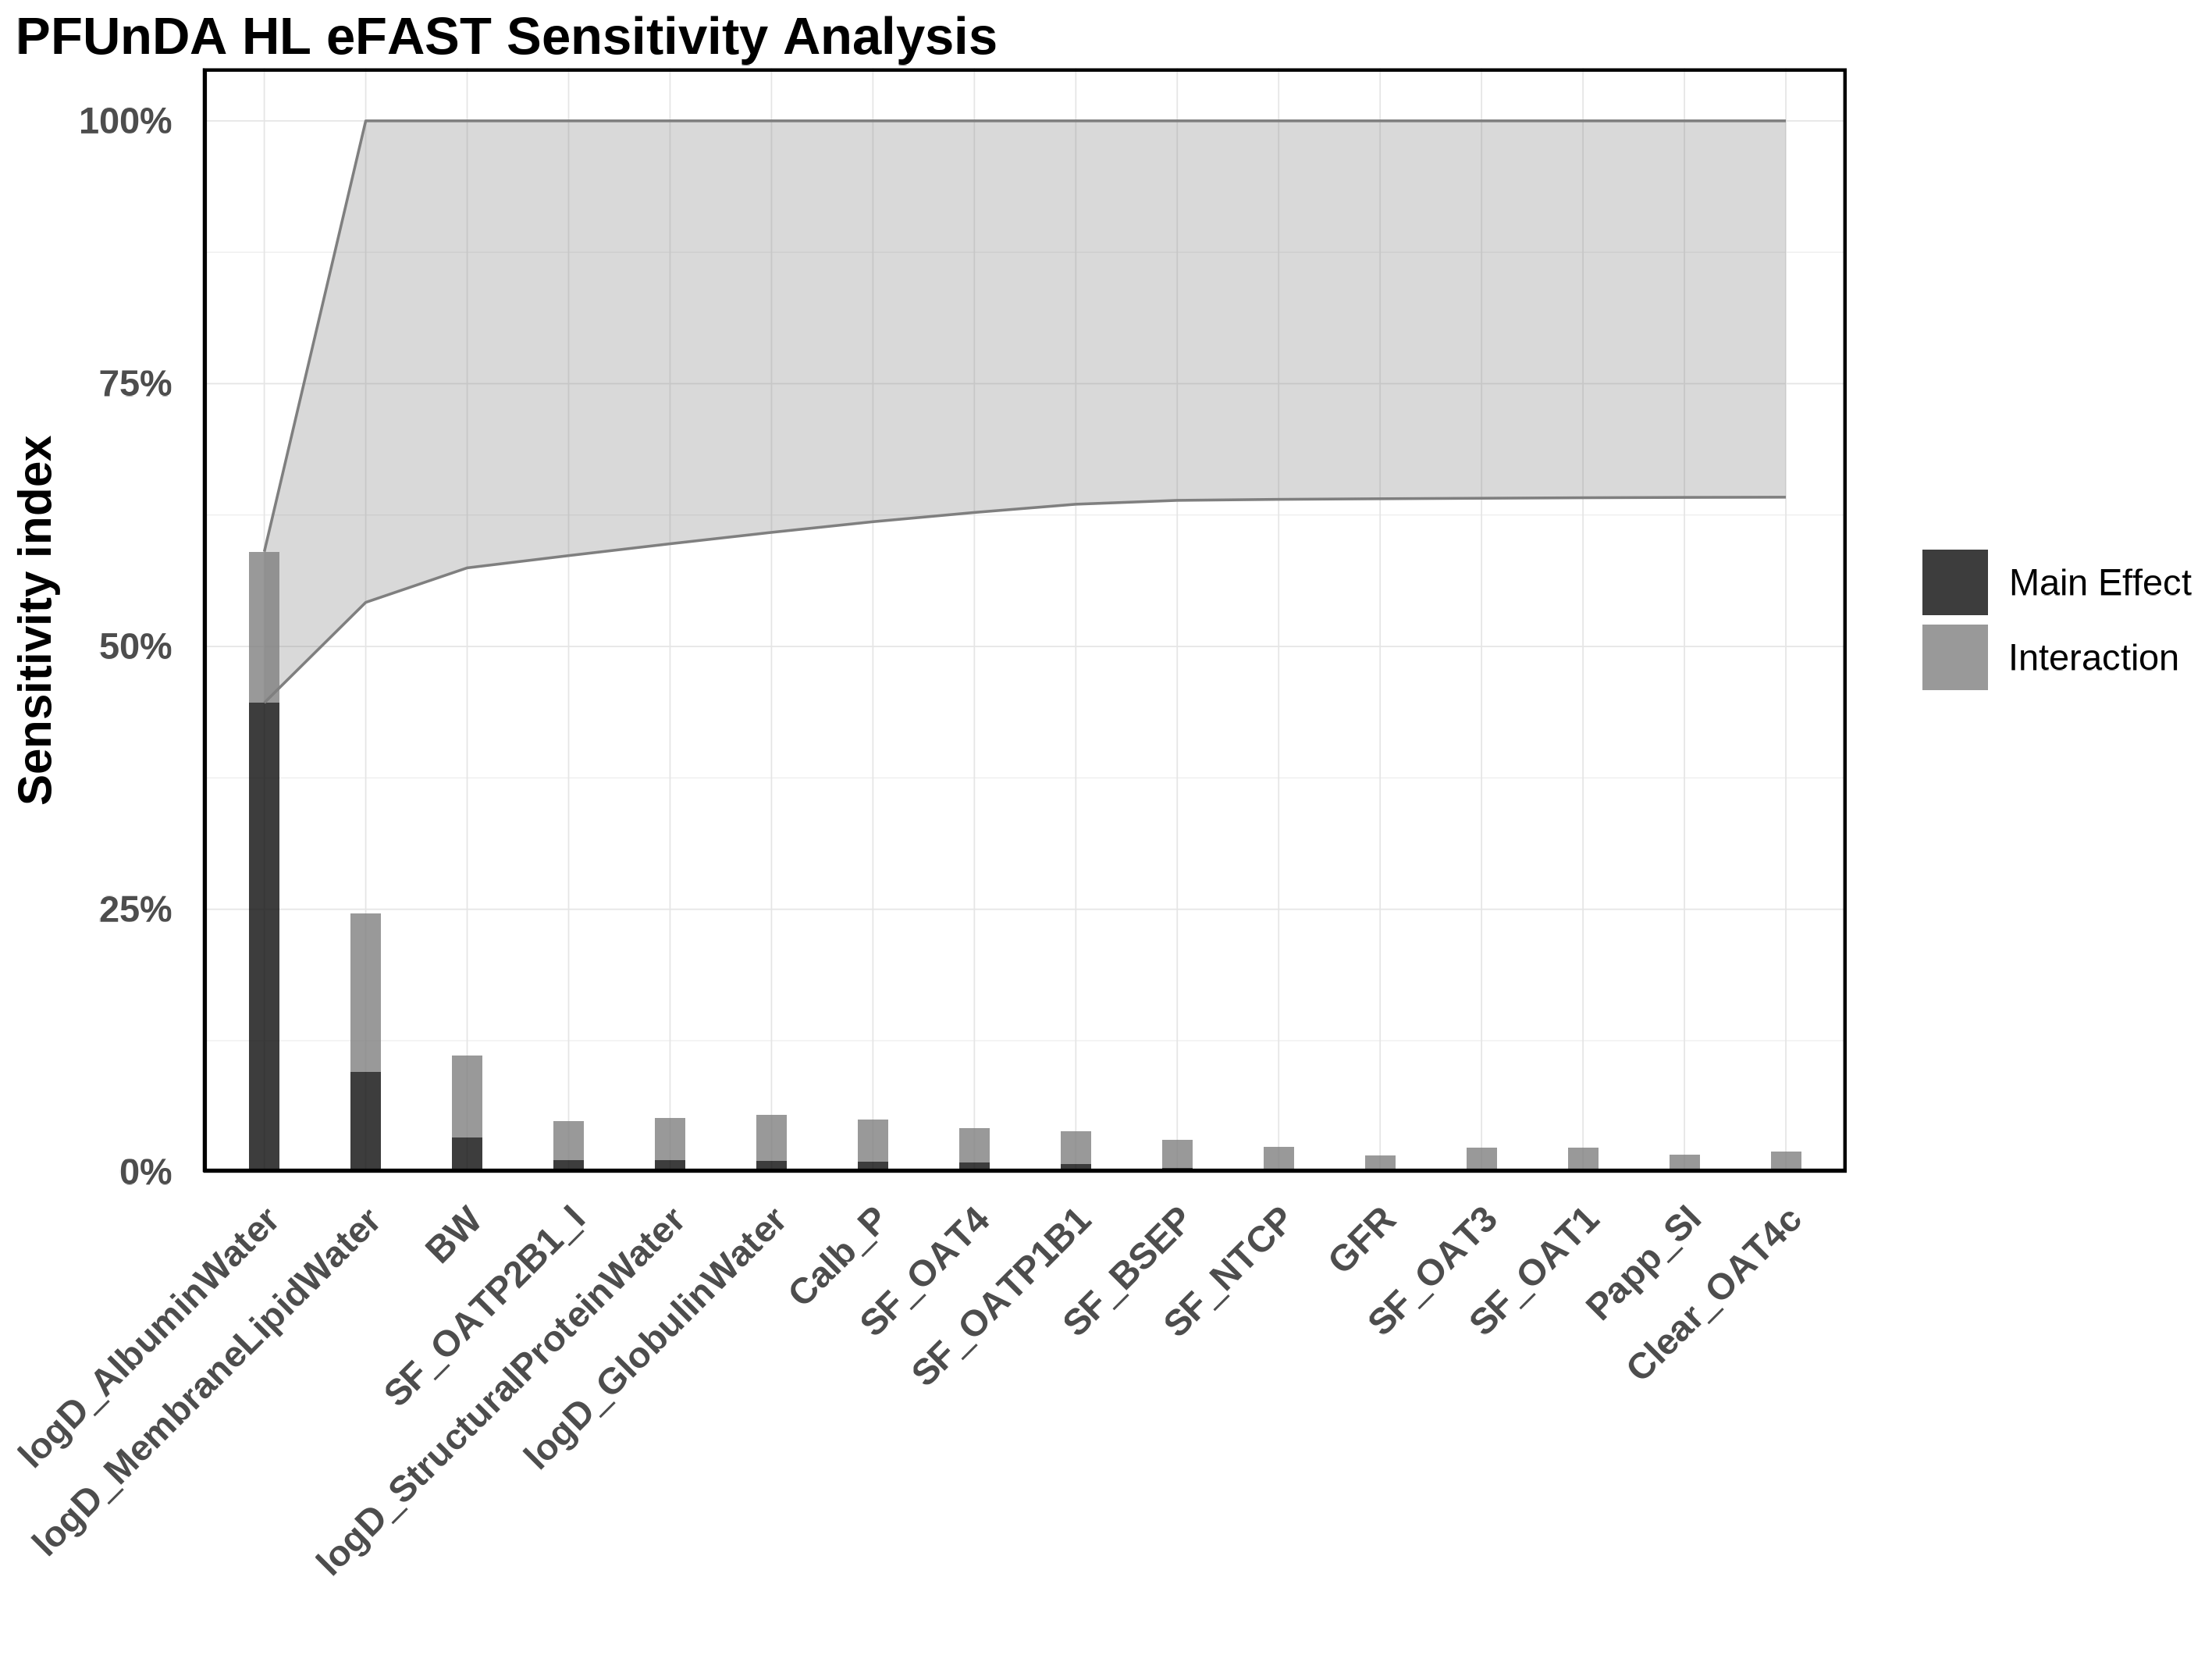 PFUnDA HL eFAST Sensitivity Analysis
Sensitivity index
100%
75%
50%
25%
0%
Main Effect
Interaction
logD_AlbuminWater
logD_MembraneLipidWater
BW
SF_OATP2B1_I
logD_StructuralProteinWater
logD_GlobulinWater
Calb_P
SF_OAT4
SF_OATP1B1
SF_BSEP
SF_NTCP
GFR
SF_OAT3
SF_OAT1
Papp_SI
Clear_OAT4c